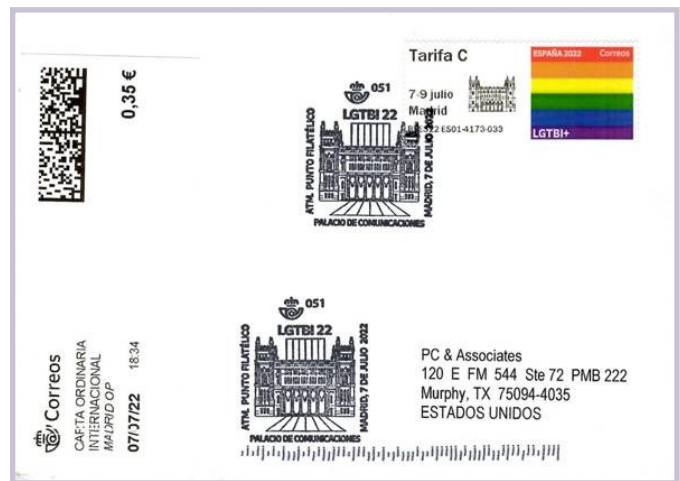 Tarifa C
7-9 julio
Madrid
ES01-4173-033
ESPAÑA 2022 Correos
LGTBI+
051
LGTBI 22
ATM. PUNTO FILATÉLICO
MADRID, 7 DE JULIO 2022
PALACIO DE COMUNICACIONES
0,35 €
051
LGTBI 22
ATM. PUNTO FILATÉLICO
MADRID, 7 DE JULIO 2022
PALACIO DE COMUNICACIONES
Correos
CARTA ORDINARIA
INTERNACIONAL
MADRID OP
07/07/22 18:34
PC & Associates
120 E FM 544 Ste 72 PMB 222
Murphy, TX 75094-4035
ESTADOS UNIDOS